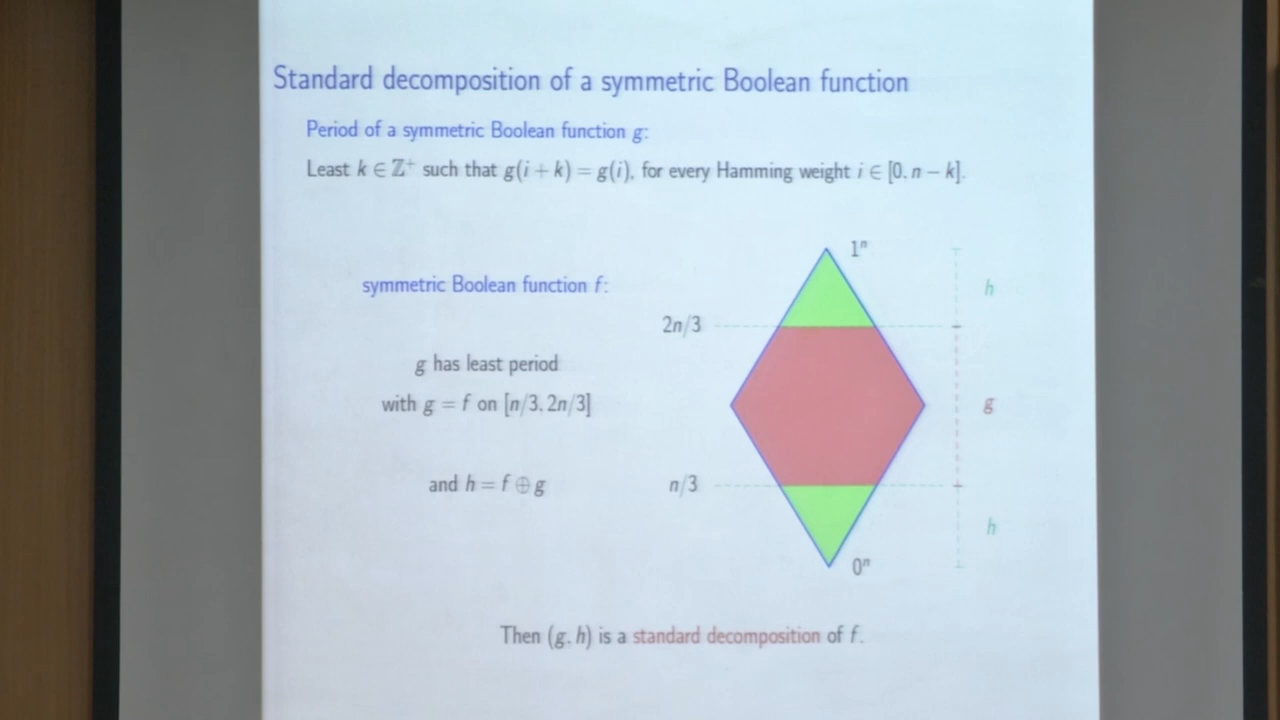 Standard decomposition of a symmetric Boolean function
Period of a symmetric Boolean function g:
Least k ∈ ℤ⁺ such that g(i + k) = g(i), for every Hamming weight i ∈ [0, n − k].
1ⁿ
symmetric Boolean function f:
h
2n/3
g has least period
with g = f on [n/3, 2n/3]
g
and h = f ⊕ g
n/3
h
0ⁿ
Then (g, h) is a standard decomposition of f.